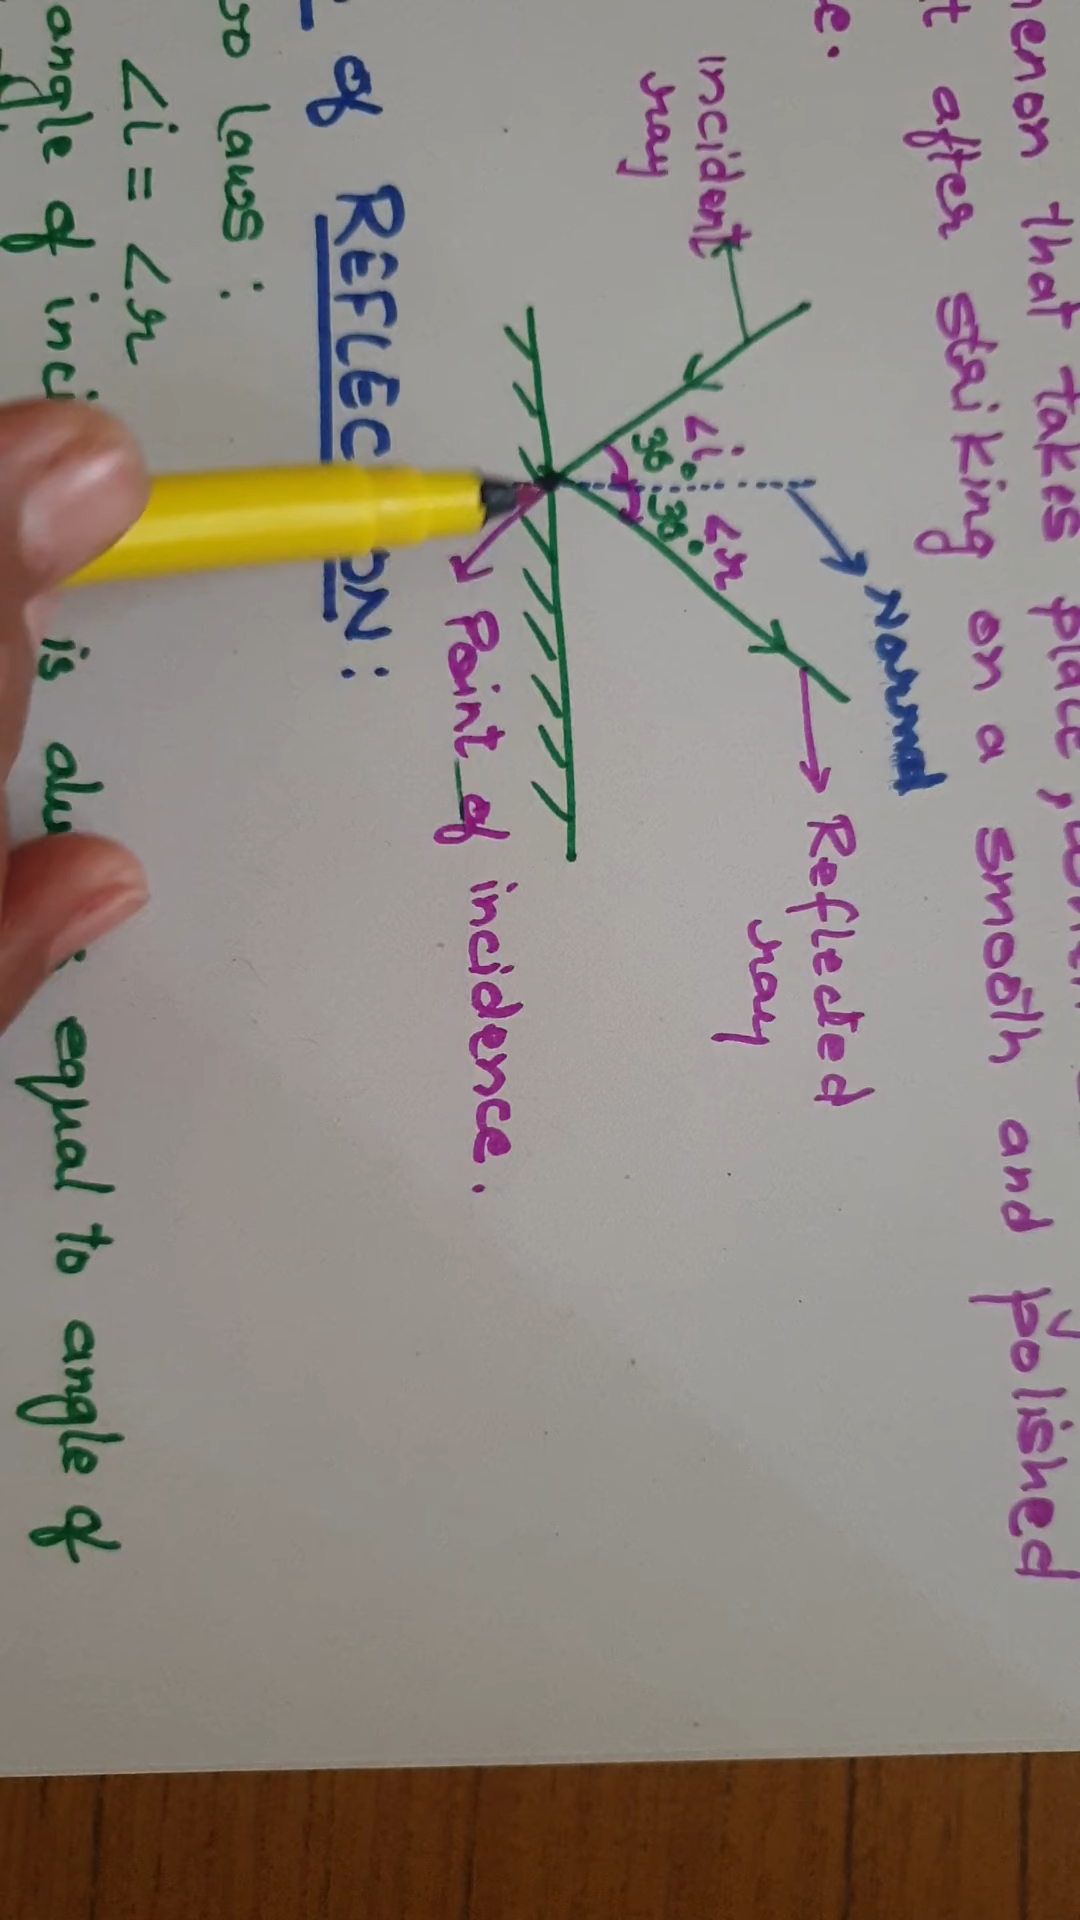 that takes place,
after striking on a smooth and polished
Normal
incident
ray
∠i
∠r
30°
30°
Reflected
ray
Point of incidence.
of REFLEC ON:
laws:
∠i = ∠r
angle of inci is equal to angle of